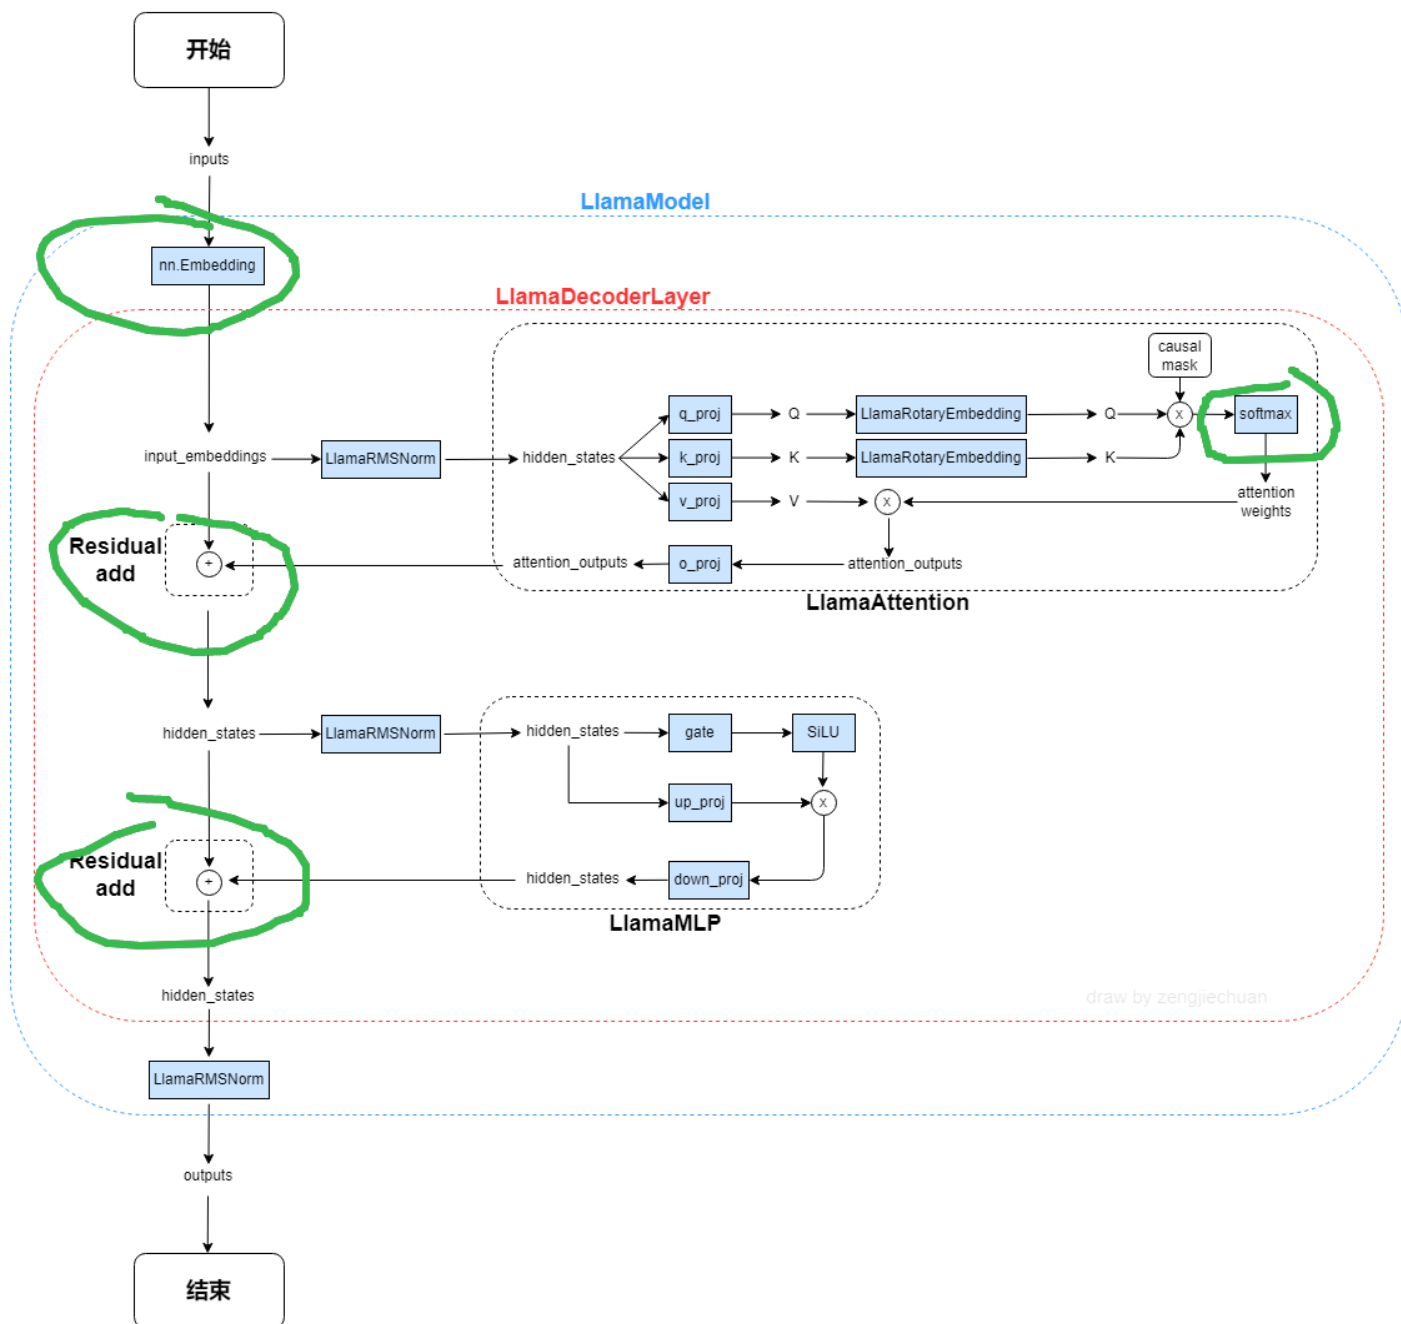 开始
inputs
LlamaModel
nn.Embedding
LlamaDecoderLayer
causal
mask
q_proj
Q
LlamaRotaryEmbedding
Q
X
softmax
input_embeddings
LlamaRMSNorm
hidden_states
k_proj
K
LlamaRotaryEmbedding
K
v_proj
V
X
attention
weights
Residual
add
+
attention_outputs
o_proj
attention_outputs
LlamaAttention
hidden_states
LlamaRMSNorm
hidden_states
gate
SiLU
up_proj
X
Residual
add
+
hidden_states
down_proj
LlamaMLP
hidden_states
draw by zengjiechuan
LlamaRMSNorm
outputs
结束